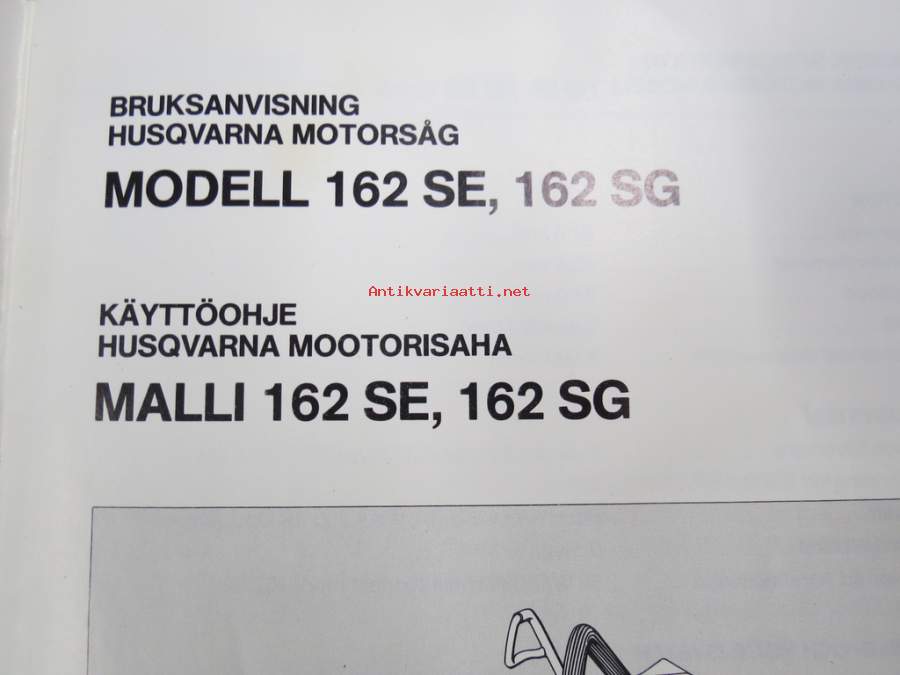 BRUKSANVISNING
HUSQVARNA MOTORSÅG
MODELL 162 SE, 162 SG
Antikvariaatti.net
KÄYTTÖOHJE
HUSQVARNA MOOTORISAHA
MALLI 162 SE, 162 SG